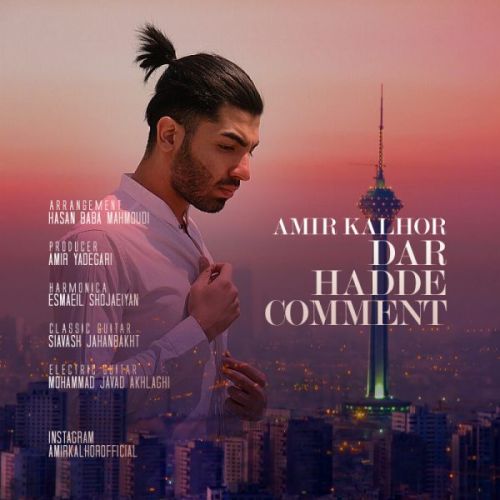 AMIR KALHOR
DAR
HADDE
COMMENT
ARRANGEMENT
HASAN BABA MAHMOUDI
PRODUCER
AMIR YADEGARI
HARMONICA
ESMAEIL SHOJAEIYAN
CLASSIC GUITAR
SIAVASH JAHANBAKHT
ELECTRIC GUITAR
MOHAMMAD JAVAD AKHLAGHI
INSTAGRAM
AMIRKALHOROFFICIAL